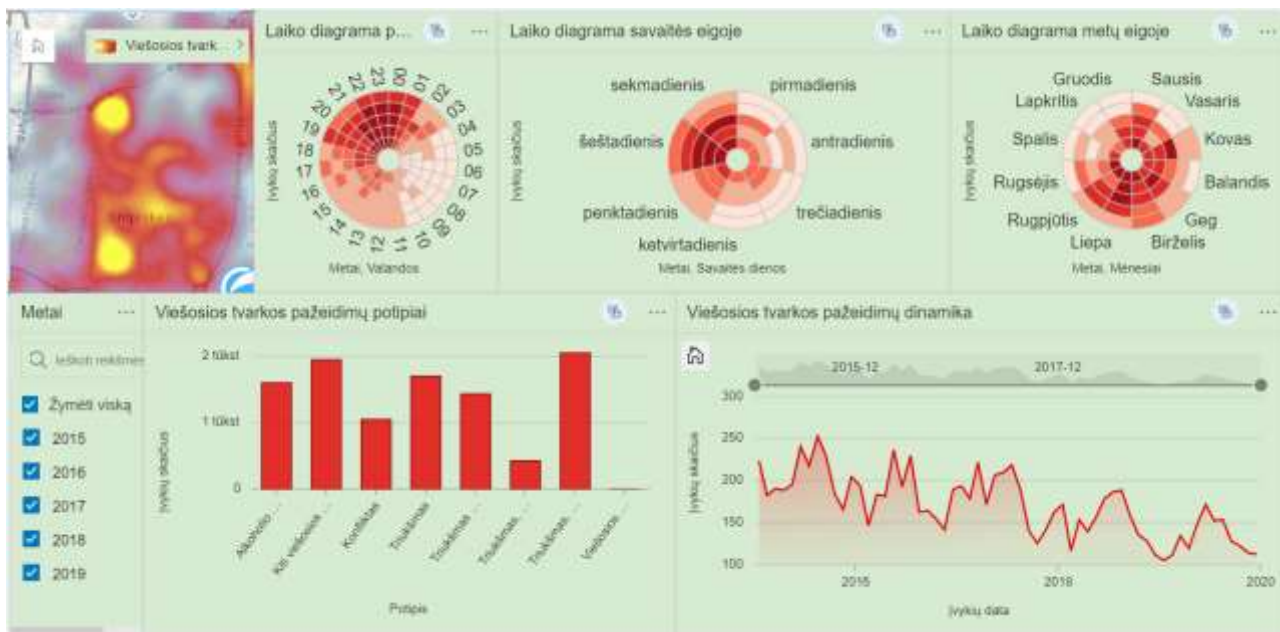 Viešosios tvark...
Laiko diagrama p...
Įvykių skaičius
00
01
02
03
04
05
06
07
08
09
10
11
12
13
14
15
16
17
18
19
20
21
22
23
Metai, Valandos
Laiko diagrama savaitės eigoje
Įvykių skaičius
pirmadienis
antradienis
trečiadienis
ketvirtadienis
penktadienis
šeštadienis
sekmadienis
Metai, Savaitės dienos
Laiko diagrama metų eigoje
Įvykių skaičius
Sausis
Vasaris
Kovas
Balandis
Geg
Birželis
Liepa
Rugpjūtis
Rugsėjis
Spalis
Lapkritis
Gruodis
Metai, Mėnesiai
Metai
Ieškoti reikšmės
Žymėti viską
2015
2016
2017
2018
2019
Viešosios tvarkos pažeidimų potipiai
Įvykių skaičius
2 tūkst
1 tūkst
0
Alkoholio ...
Kiti viešosios ...
Konfliktas
Triukšmas
Triukšmas ...
Triukšmas, ...
Triukšmas, ...
Viešosios ...
Potipis
Viešosios tvarkos pažeidimų dinamika
2015-12
2017-12
Įvykių skaičius
300
250
200
150
100
2016
2018
2020
Įvykių data